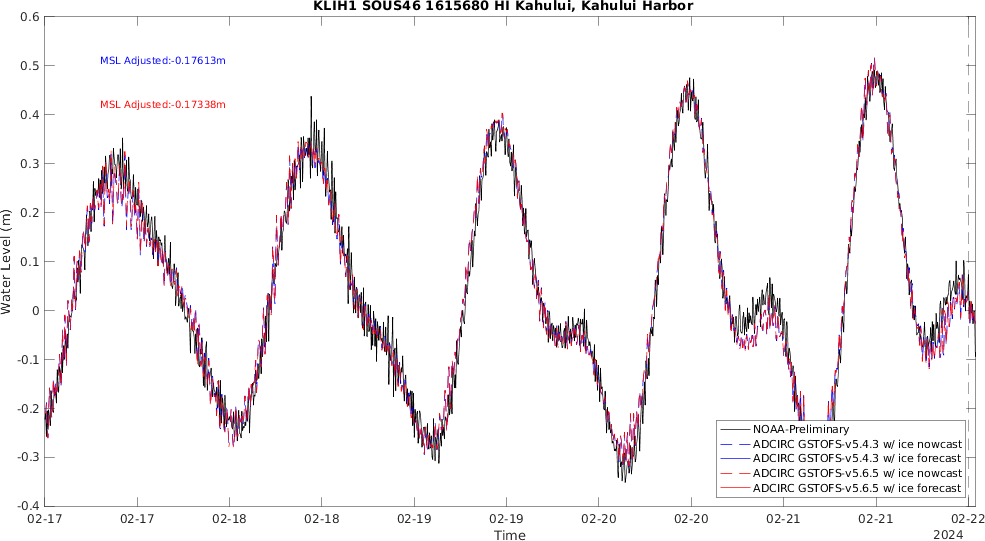 KLIH1 SOUS46 1615680 HI Kahului, Kahului Harbor
0.6
0.5
0.4
0.3
0.2
0.1
0
-0.1
-0.2
-0.3
-0.4
Water Level (m)
MSL Adjusted:-0.17613m
MSL Adjusted:-0.17338m
NOAA-Preliminary
ADCIRC GSTOFS-v5.4.3 w/ ice nowcast
ADCIRC GSTOFS-v5.4.3 w/ ice forecast
ADCIRC GSTOFS-v5.6.5 w/ ice nowcast
ADCIRC GSTOFS-v5.6.5 w/ ice forecast
02-17 02-17 02-18 02-18 02-19 02-19 02-20 02-20 02-21 02-21 02-22
Time
2024